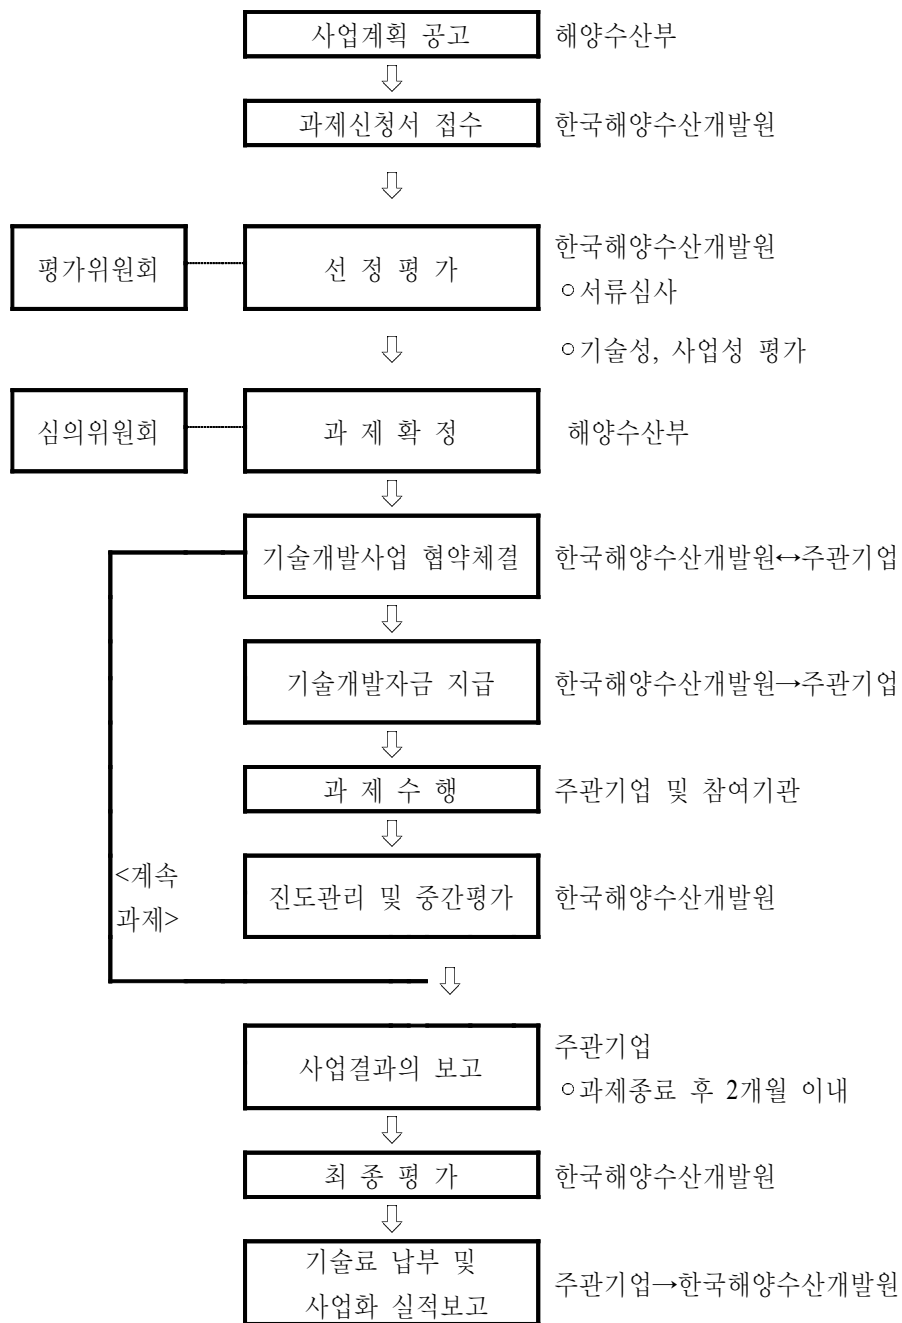 사업계획 공고 해양수산부
과제신청서 접수 한국해양수산개발원
한국해양수산개발원
평가위원회 선 정 평 가
○서류심사
○기술성, 사업성 평가
심의위원회 과 제 확 정 해양수산부
기술개발사업 협약체결 한국해양수산개발원↔주관기업
기술개발자금 지급 한국해양수산개발원→주관기업
과 제 수 행 주관기업 및 참여기관
<계속
과제>
진도관리 및 중간평가 한국해양수산개발원
사업결과의 보고
주관기업
○과제종료 후 2개월 이내
최 종 평 가 한국해양수산개발원
기술료 납부 및
사업화 실적보고
주관기업→한국해양수산개발원